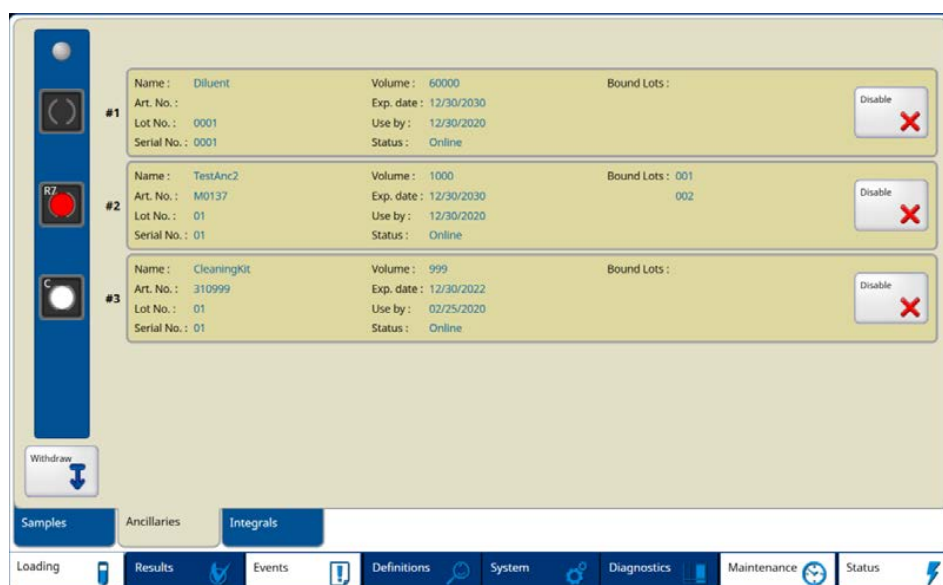 #1
Name : Diluent Volume : 60000 Bound Lots :
Art. No. : Exp. date : 12/30/2030
Lot No. : 0001 Use by : 12/30/2020
Serial No. : 0001 Status : Online
Disable
R7
#2
Name : TestAnc2 Volume : 1000 Bound Lots : 001
Art. No. : M0137 Exp. date : 12/30/2030 002
Lot No. : 01 Use by : 12/30/2020
Serial No. : 01 Status : Online
Disable
C
#3
Name : CleaningKit Volume : 999 Bound Lots :
Art. No. : 310999 Exp. date : 12/30/2022
Lot No. : 01 Use by : 02/25/2020
Serial No. : 01 Status : Online
Disable
Withdraw
Samples Ancillaries Integrals
Loading Results Events Definitions System Diagnostics Maintenance Status